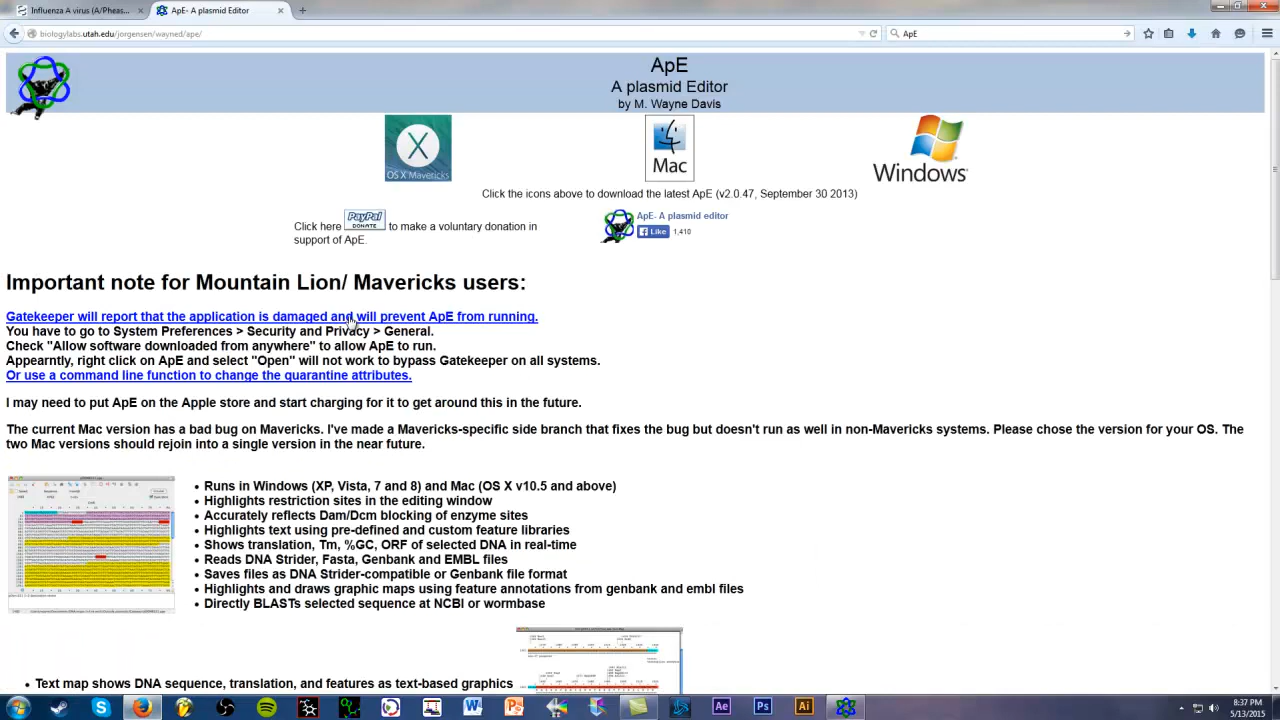 Influenza A virus (A/Pheas...
ApE- A plasmid Editor
biologylabs.utah.edu/jorgensen/wayned/ape/
ApE
ApE
A plasmid Editor
by M. Wayne Davis
OS X Mavericks
Mac
Windows
Click the icons above to download the latest ApE (v2.0.47, September 30 2013)
Click here PayPal DONATE to make a voluntary donation in
support of ApE.
ApE- A plasmid editor
Like 1,410
Important note for Mountain Lion/ Mavericks users:
Gatekeeper will report that the application is damaged and will prevent ApE from running.
You have to go to System Preferences > Security and Privacy > General.
Check "Allow software downloaded from anywhere" to allow ApE to run.
Appearntly, right click on ApE and select "Open" will not work to bypass Gatekeeper on all systems.
Or use a command line function to change the quarantine attributes.
I may need to put ApE on the Apple store and start charging for it to get around this in the future.
The current Mac version has a bad bug on Mavericks. I've made a Mavericks-specific side branch that fixes the bug but doesn't run as well in non-Mavericks systems. Please chose the version for your OS. The
two Mac versions should rejoin into a single version in the near future.
• Runs in Windows (XP, Vista, 7 and 8) and Mac (OS X v10.5 and above)
• Highlights restriction sites in the editing window
• Accurately reflects Dam/Dcm blocking of enzyme sites
• Highlights text using pre-defined and custom feature libraries
• Shows translation, Tm, %GC, ORF of selected DNA in real-time
• Reads DNA Strider, Fasta, Genbank and EMBL files
• Saves files as DNA Strider-compatible or Genbank file format
• Highlights and draws graphic maps using feature annotations from genbank and embl files
• Directly BLASTs selected sequence at NCBI or wormbase
• Text map shows DNA sequence, translation, and features as text-based graphics
8:37 PM
5/13/2015